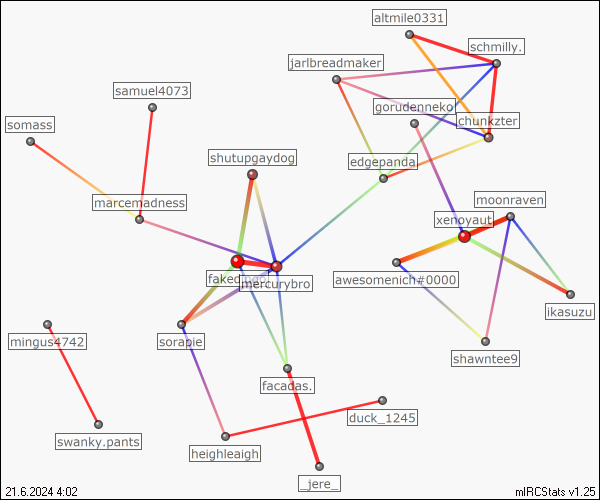 altmile0331
schmilly.
jarlbreadmaker
samuel4073
gorudenneko
chunkzter
somass
shutupgaydog
edgepanda
marcemadness
moonraven
xenoyaut
mercurybro
awesomenich#0000
ikasuzu
mingus4742
sorapie
shawntee9
facadas.
duck_1245
swanky.pants
heighleaigh
_jere_
21.6.2024 4:02
mIRCStats v1.25